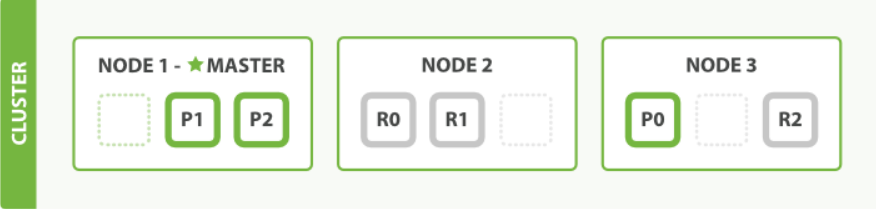 CLUSTER
NODE 1 - ★ MASTER
P1 P2
NODE 2
R0 R1
NODE 3
P0 R2